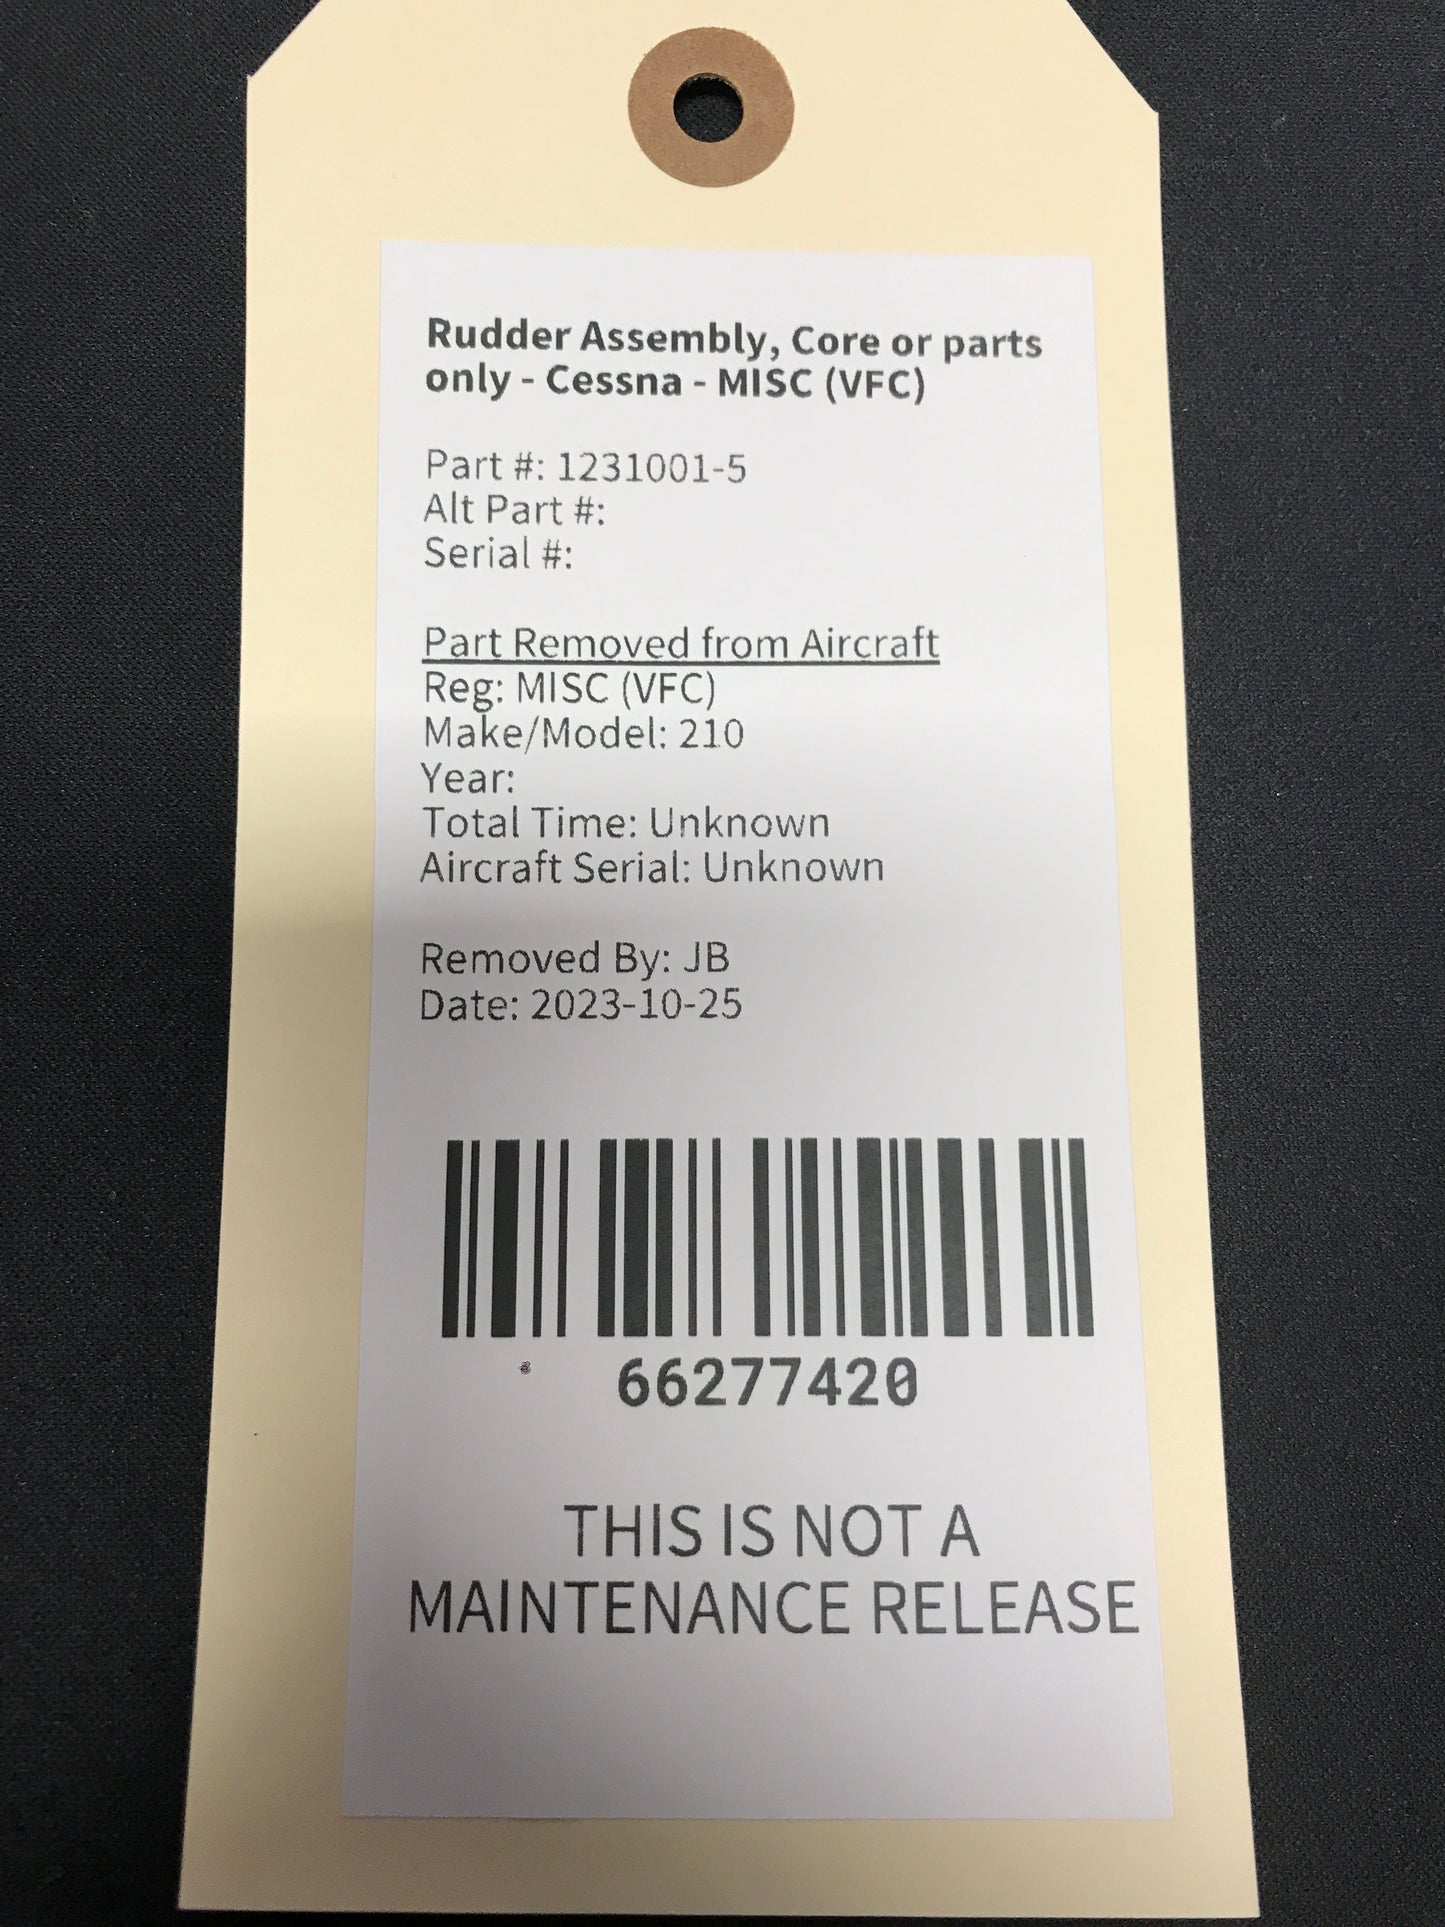 Rudder Assembly, Core or parts
only - Cessna - MISC (VFC)
Part #: 1231001-5
Alt Part #:
Serial #:
Part Removed from Aircraft
Reg: MISC (VFC)
Make/Model: 210
Year:
Total Time: Unknown
Aircraft Serial: Unknown
Removed By: JB
Date: 2023-10-25
66277420
THIS IS NOT A
MAINTENANCE RELEASE